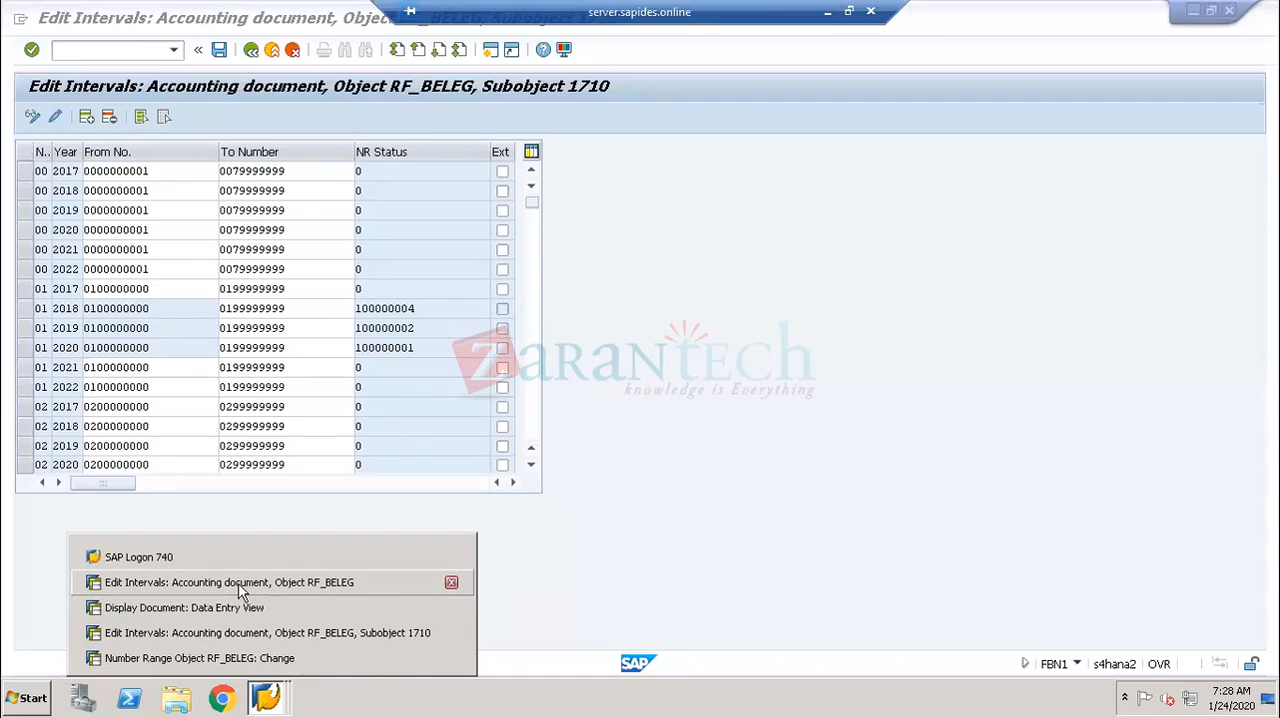 Edit Intervals: Accounting document, Object RF_BELEG, Subobject 1
server.sapides.online
Edit Intervals: Accounting document, Object RF_BELEG, Subobject 1710
N.. Year From No. To Number NR Status Ext
00 2017 0000000001 0079999999 0
00 2018 0000000001 0079999999 0
00 2019 0000000001 0079999999 0
00 2020 0000000001 0079999999 0
00 2021 0000000001 0079999999 0
00 2022 0000000001 0079999999 0
01 2017 0100000000 0199999999 0
01 2018 0100000000 0199999999 100000004
01 2019 0100000000 0199999999 100000002
01 2020 0100000000 0199999999 100000001
01 2021 0100000000 0199999999 0
01 2022 0100000000 0199999999 0
02 2017 0200000000 0299999999 0
02 2018 0200000000 0299999999 0
02 2019 0200000000 0299999999 0
02 2020 0200000000 0299999999 0
ZARANTECH
knowledge is Everything
SAP Logon 740
Edit Intervals: Accounting document, Object RF_BELEG
Display Document: Data Entry View
Edit Intervals: Accounting document, Object RF_BELEG, Subobject 1710
Number Range Object RF_BELEG: Change
SAP
FBN1 s4hana2 OVR
Start
7:28 AM
1/24/2020